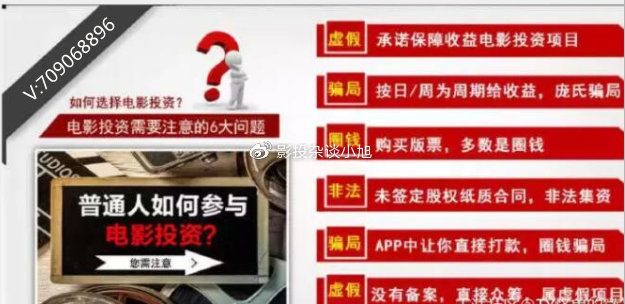 V:709068896
如何选择电影投资?
电影投资需要注意的6大问题
影投杂谈小旭
普通人如何参与
电影投资?
您需注意
虚假 承诺保障收益电影投资项目
骗局 按日/周为周期给收益，庞氏骗局
圈钱 购买版票，多数是圈钱
非法 未签定股权纸质合同，非法集资
骗局 APP中让你直接打款，圈钱骗局
虚假 没有备案，直接众筹，属虚假项目